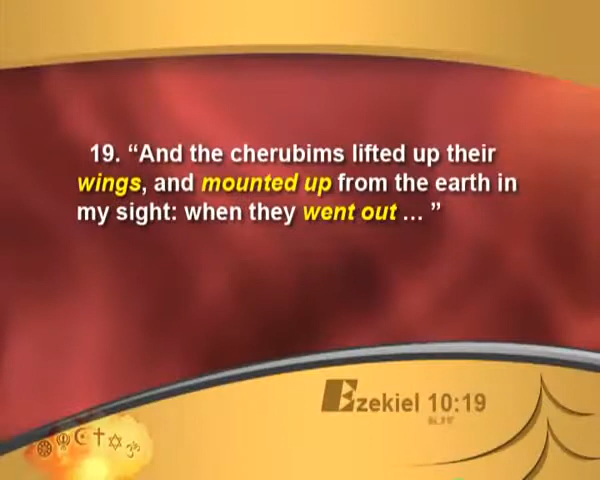 19. “And the cherubims lifted up their
wings, and mounted up from the earth in
my sight: when they went out ... ”
Ezekiel 10:19